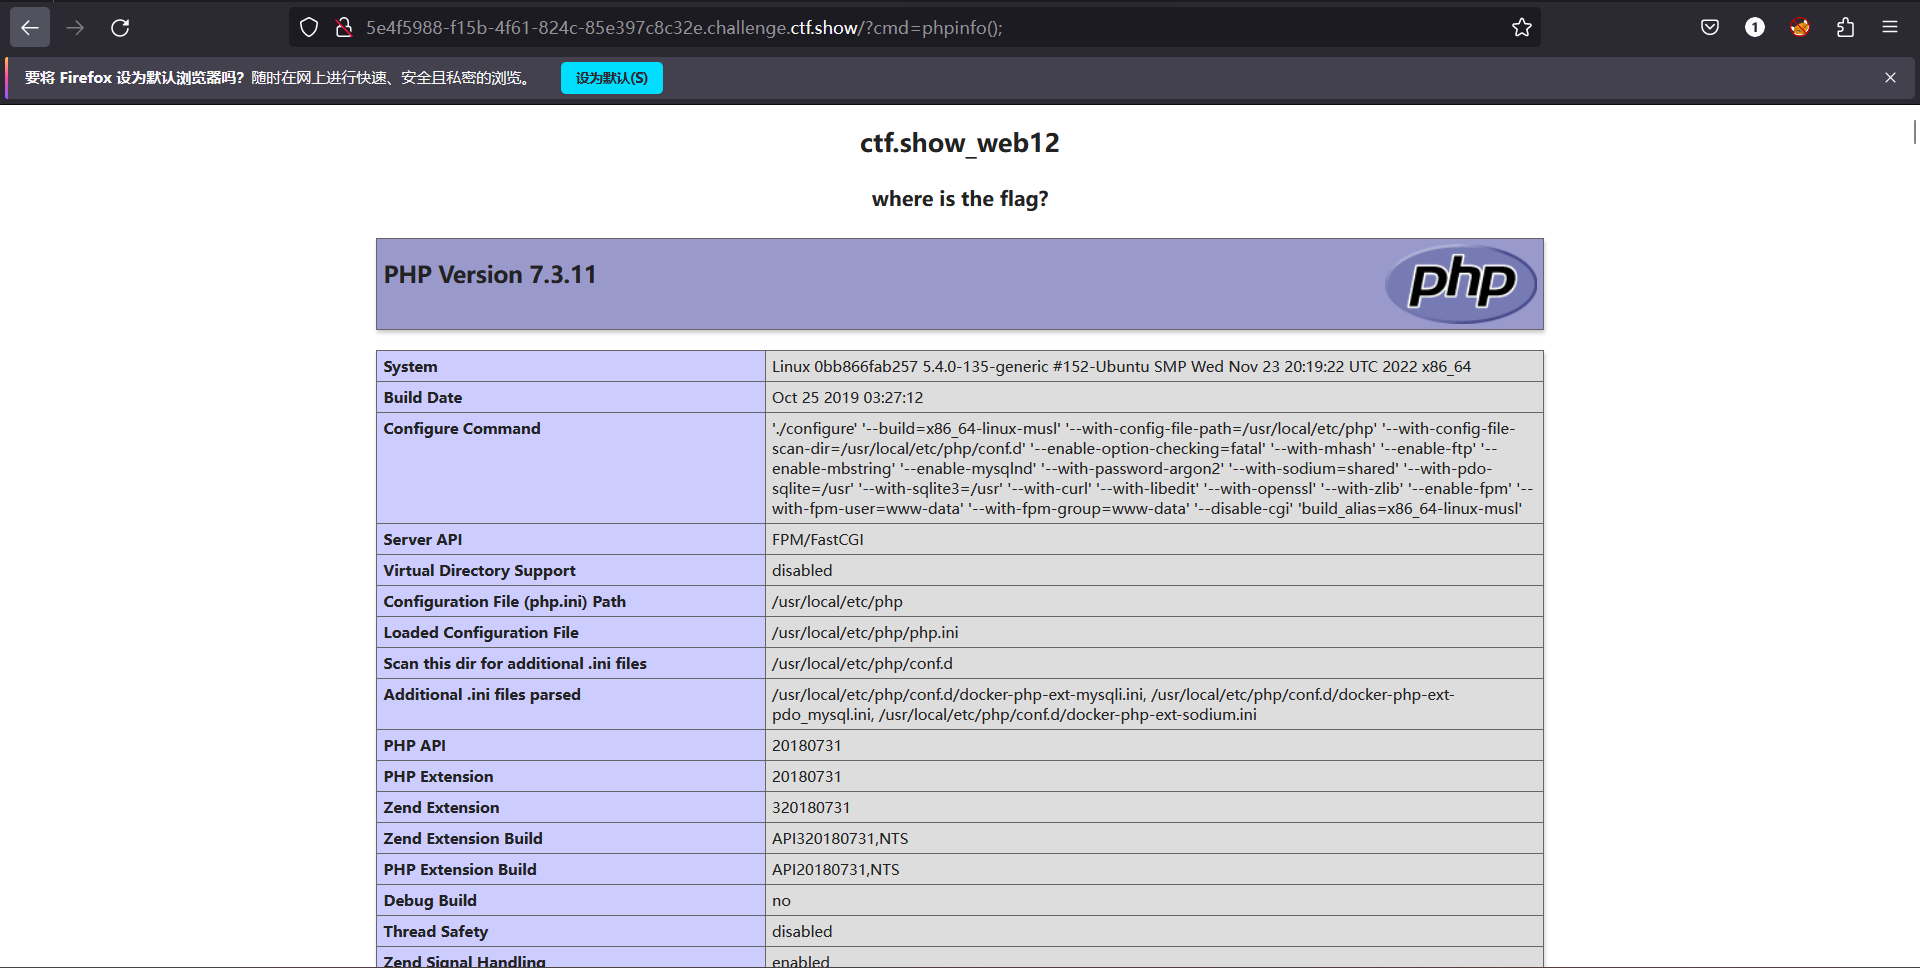 5e4f5988-f15b-4f61-824c-85e397c8c32e.challenge.ctf.show/?cmd=phpinfo();
1
要将 Firefox 设为默认浏览器吗? 随时在网上进行快速、安全且私密的浏览。 设为默认(S)
ctf.show_web12
where is the flag?
PHP Version 7.3.11
php
System Linux 0bb866fab257 5.4.0-135-generic #152-Ubuntu SMP Wed Nov 23 20:19:22 UTC 2022 x86_64
Build Date Oct 25 2019 03:27:12
Configure Command './configure' '--build=x86_64-linux-musl' '--with-config-file-path=/usr/local/etc/php' '--with-config-file-
scan-dir=/usr/local/etc/php/conf.d' '--enable-option-checking=fatal' '--with-mhash' '--enable-ftp' '--
enable-mbstring' '--enable-mysqlnd' '--with-password-argon2' '--with-sodium=shared' '--with-pdo-
sqlite=/usr' '--with-sqlite3=/usr' '--with-curl' '--with-libedit' '--with-openssl' '--with-zlib' '--enable-fpm' '--
with-fpm-user=www-data' '--with-fpm-group=www-data' '--disable-cgi' 'build_alias=x86_64-linux-musl'
Server API FPM/FastCGI
Virtual Directory Support disabled
Configuration File (php.ini) Path /usr/local/etc/php
Loaded Configuration File /usr/local/etc/php/php.ini
Scan this dir for additional .ini files /usr/local/etc/php/conf.d
Additional .ini files parsed /usr/local/etc/php/conf.d/docker-php-ext-mysqli.ini, /usr/local/etc/php/conf.d/docker-php-ext-
pdo_mysql.ini, /usr/local/etc/php/conf.d/docker-php-ext-sodium.ini
PHP API 20180731
PHP Extension 20180731
Zend Extension 320180731
Zend Extension Build API320180731,NTS
PHP Extension Build API20180731,NTS
Debug Build no
Thread Safety disabled
Zend Signal Handling enabled